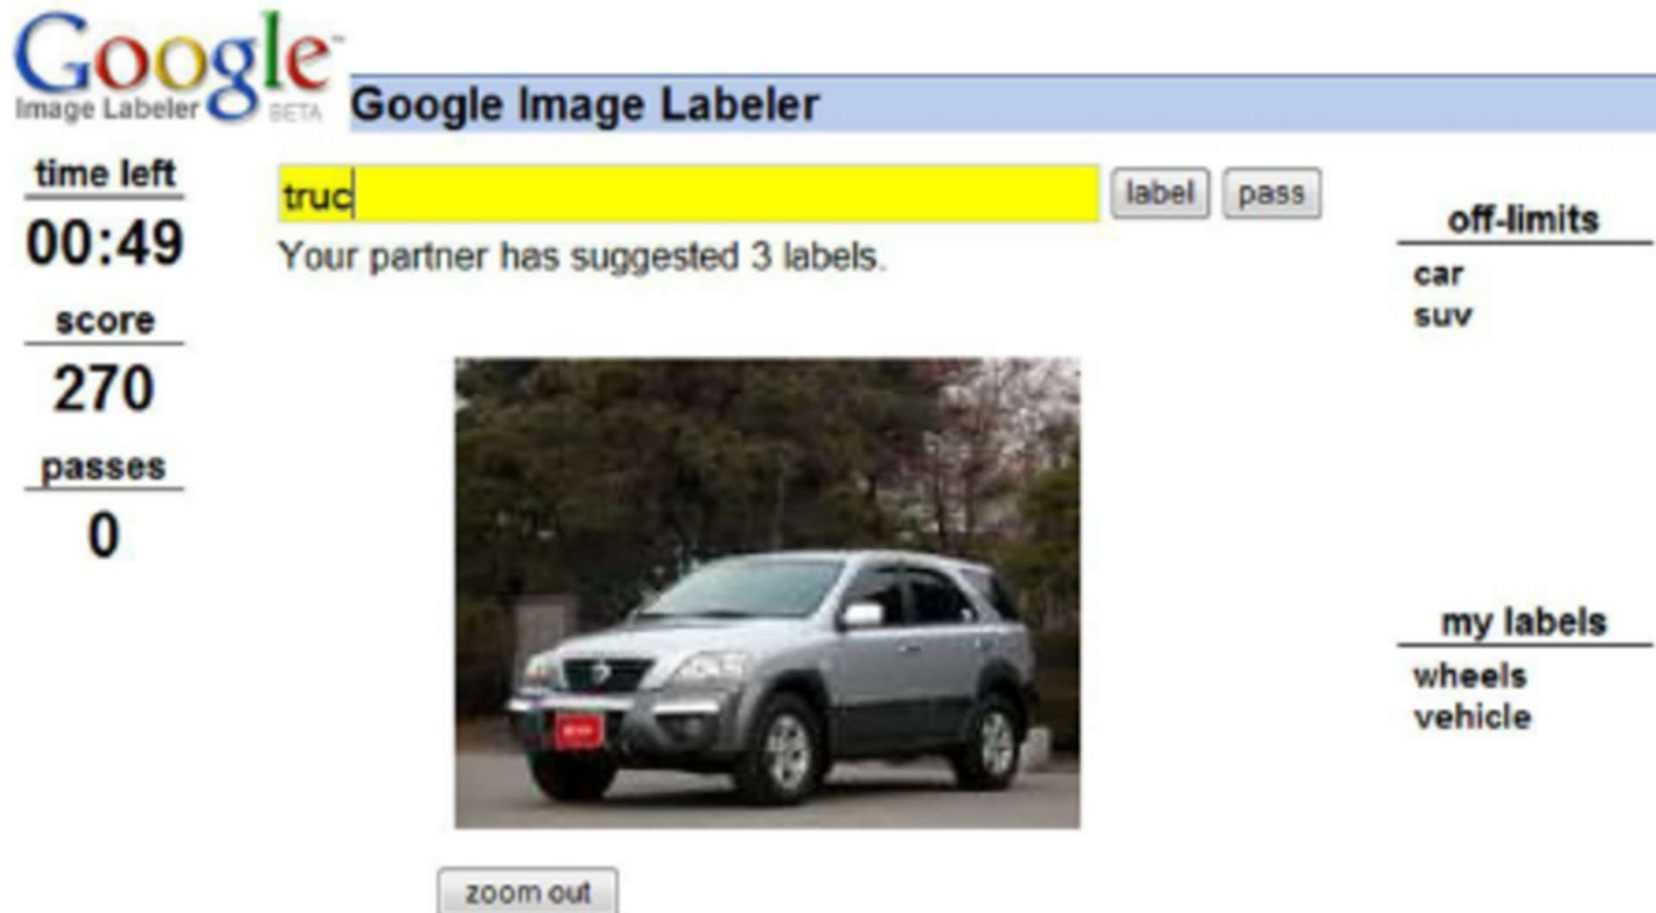 Google™
Image Labeler
BETA
Google Image Labeler
time left
00:49
score
270
passes
0
truc
label
pass
Your partner has suggested 3 labels.
off-limits
car
suv
my labels
wheels
vehicle
zoom out